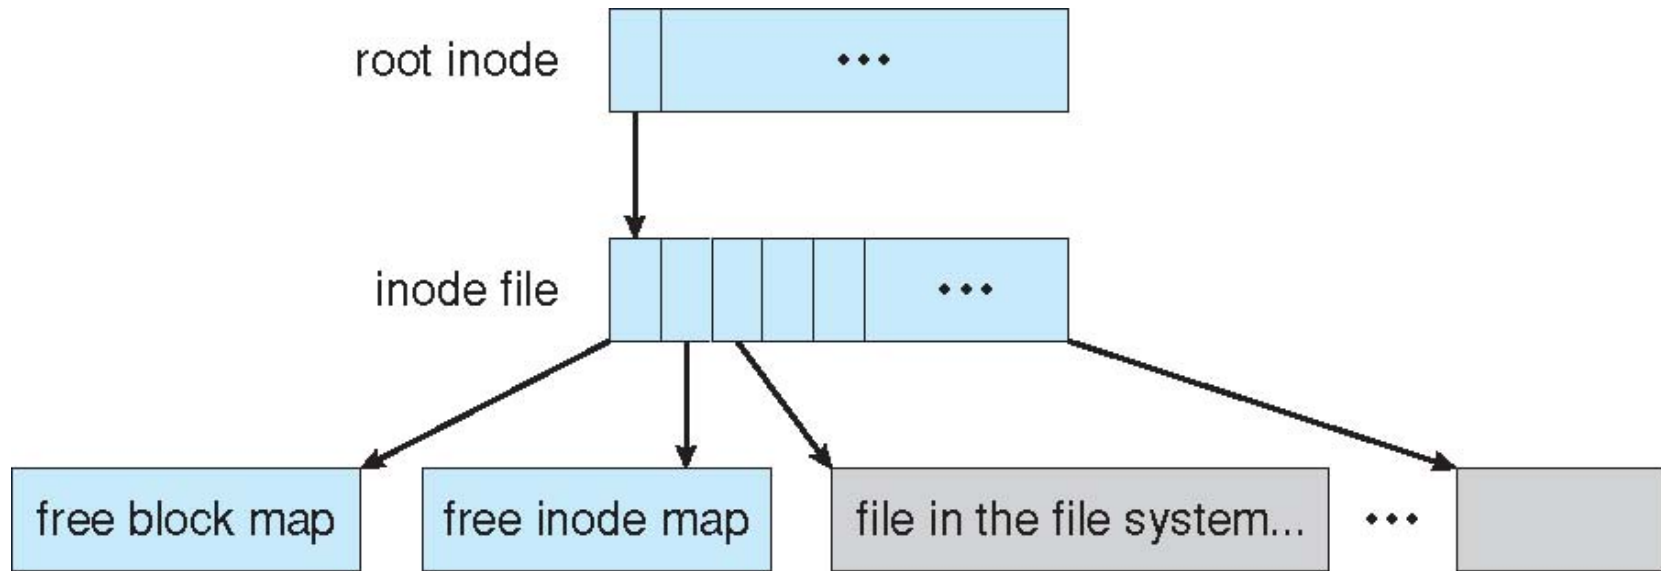 root inode
•••
inode file
•••
free block map
free inode map
file in the file system...
•••